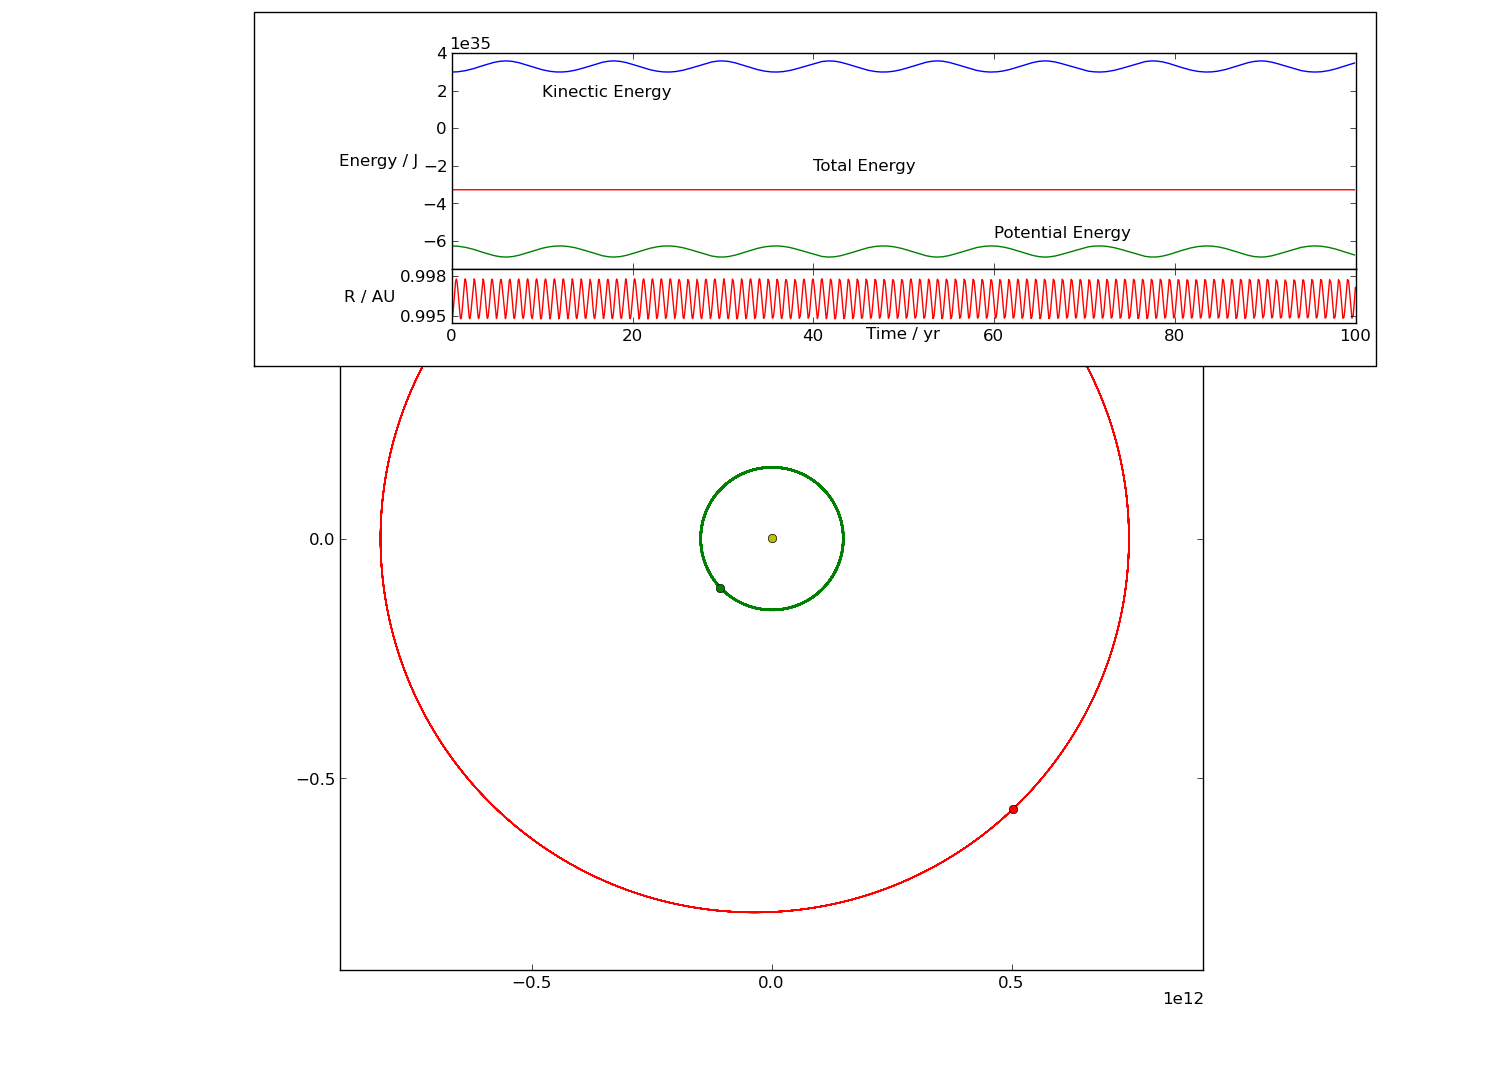 1e35
4
2
0
−2
−4
−6
Energy / J
Kinectic Energy
Total Energy
Potential Energy
0.998
0.995
R / AU
0 20 40 60 80 100
Time / yr
0.0
−0.5
−0.5 0.0 0.5
1e12